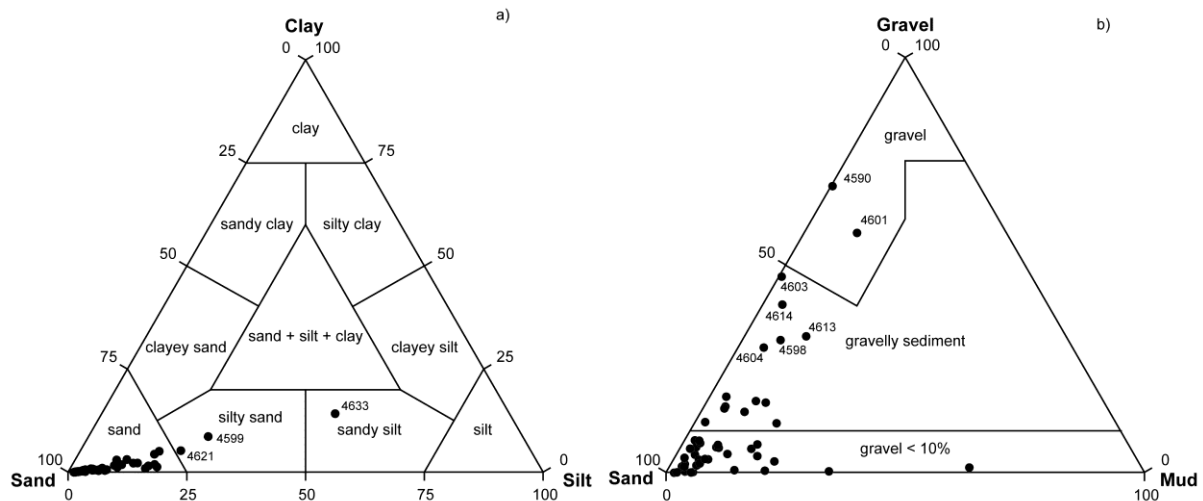 a)
Clay
0 100
clay
25 75
sandy clay silty clay
50 50
sand + silt + clay
clayey sand clayey silt
75 25
sand silty sand 4633 sandy silt silt
4599
4621
100 0
Sand 0 25 50 75 100 Silt
b)
Gravel
0 100
gravel
4590
4601
50
4603
4614
4613
4604 4598 gravelly sediment
gravel < 10%
100 0
Sand 0 Mud
100